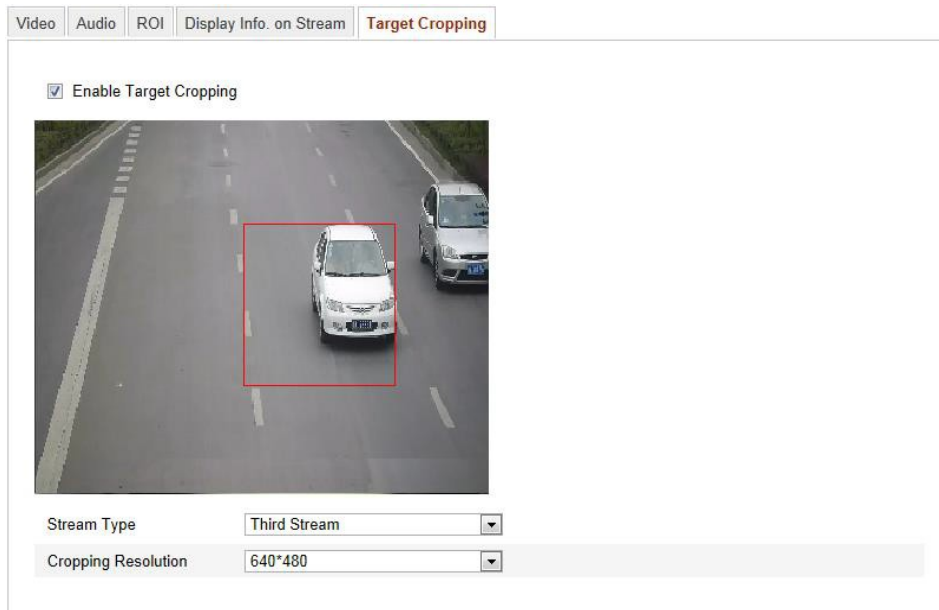 Video Audio ROI Display Info. on Stream Target Cropping
Enable Target Cropping
Stream Type Third Stream
Cropping Resolution 640*480